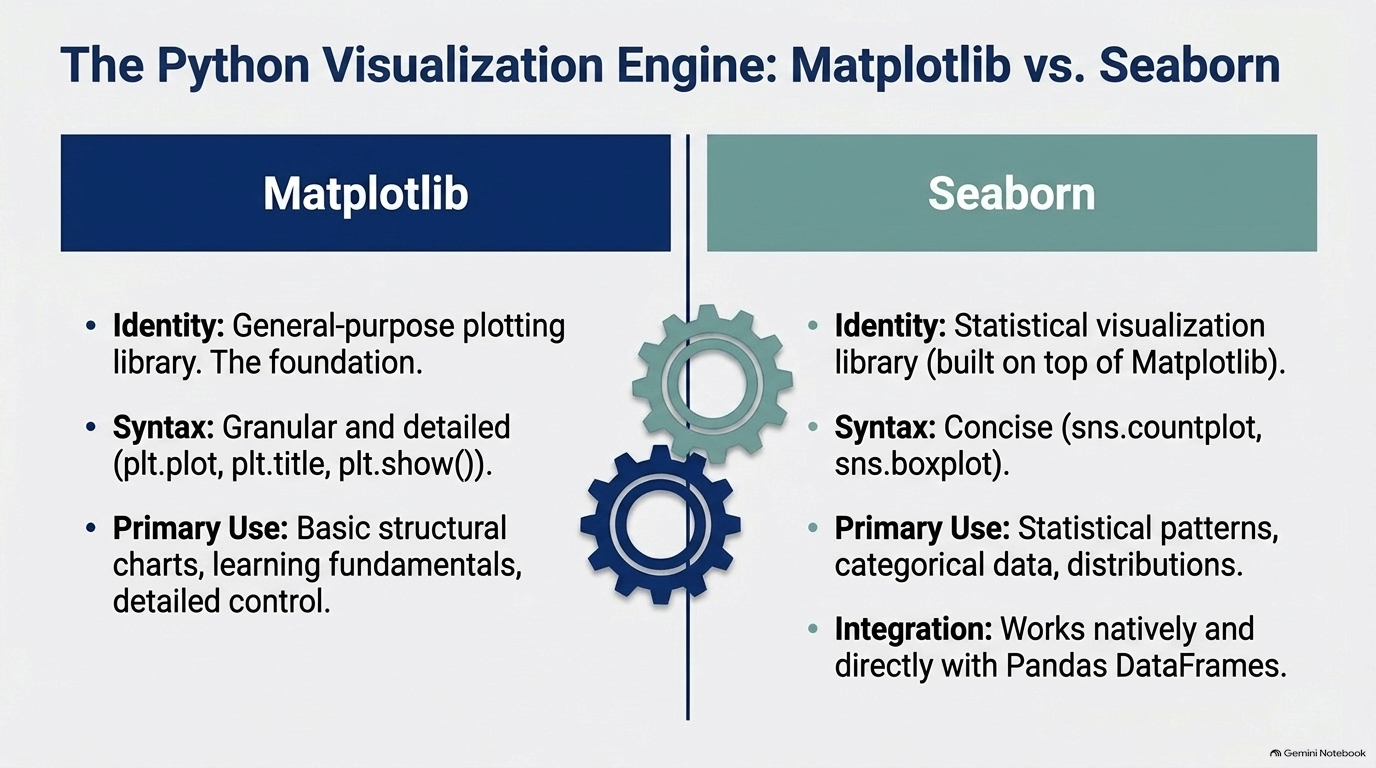 The Python Visualization Engine: Matplotlib vs. Seaborn
Matplotlib
• Identity: General-purpose plotting
library. The foundation.
• Syntax: Granular and detailed
(plt.plot, plt.title, plt.show()).
• Primary Use: Basic structural
charts, learning fundamentals,
detailed control.
Seaborn
• Identity: Statistical visualization
library (built on top of Matplotlib).
• Syntax: Concise (sns.countplot,
sns.boxplot).
• Primary Use: Statistical patterns,
categorical data, distributions.
• Integration: Works natively and
directly with Pandas DataFrames.
Gemini Notebook